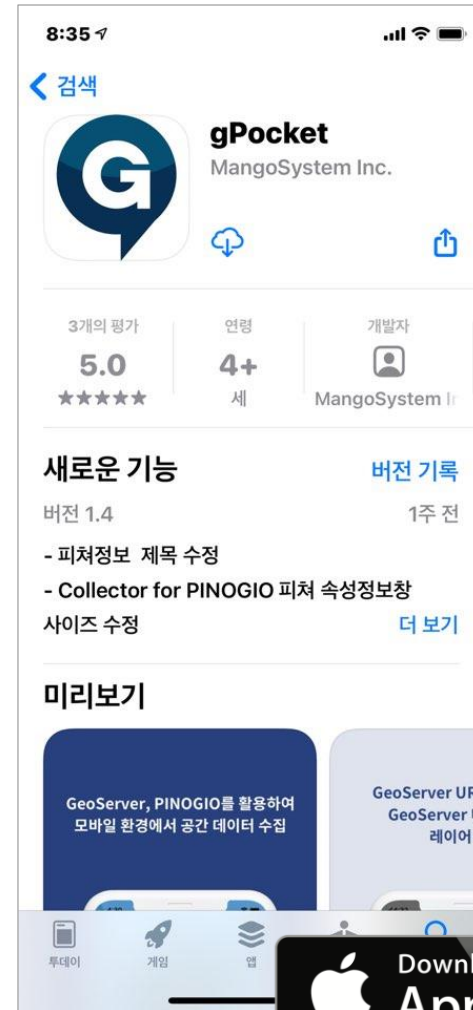 8:35
검색
G
gPocket
MangoSystem Inc.
3개의 평가
연령
개발자
5.0
4+
★★★★★
세
MangoSystem
새로운 기능
버전 기록
버전 1.4
1주 전
- 피쳐정보 제목 수정
- Collector for PINOGIO 피쳐 속성정보창
사이즈 수정
더 보기
미리보기
GeoServer, PINOGIO를 활용하여
모바일 환경에서 공간 데이터 수집
GeoServer
GeoServer
레이어
투데이
게임
앱